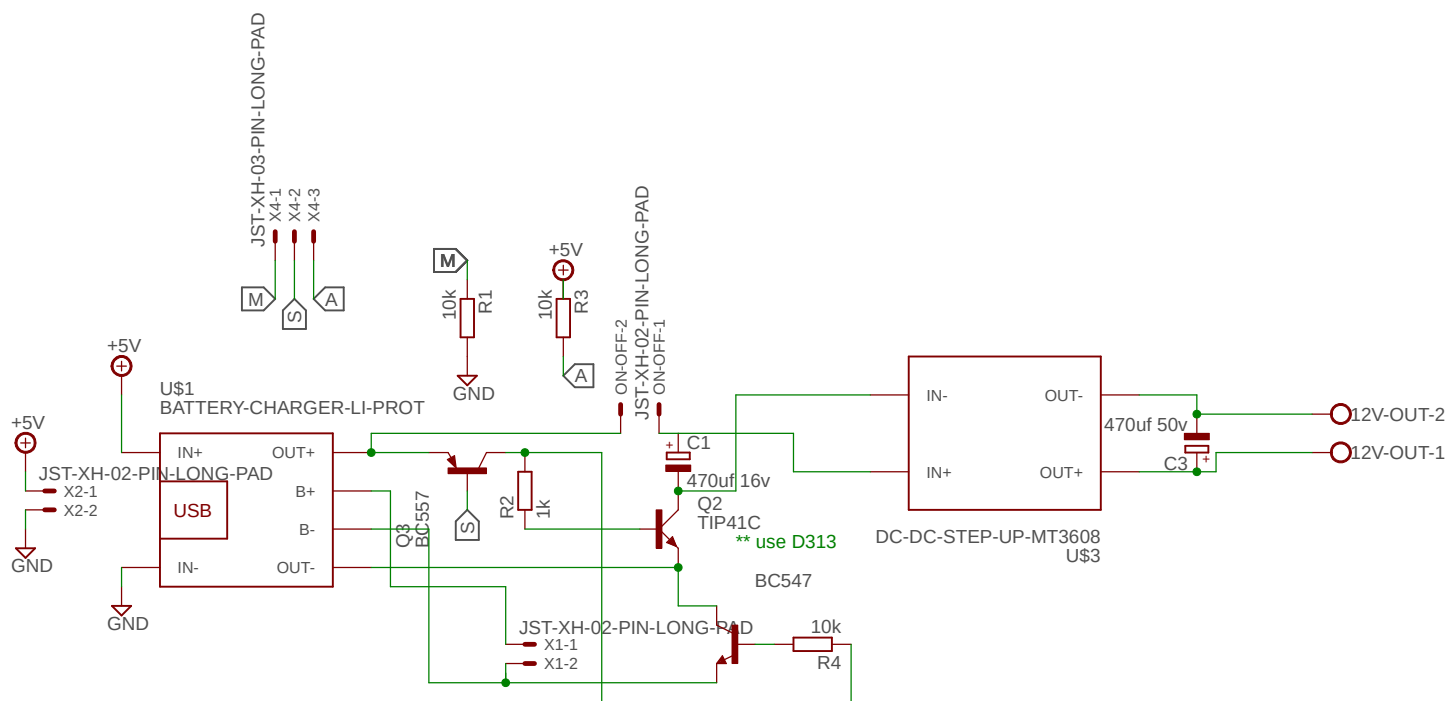 JST-XH-03-PIN-LONG-PAD
X4-1
X4-2
X4-3
M
S
A
M
10k
R1
GND
+5V
10k
R3
A
JST-XH-02-PIN-LONG-PAD
ON-OFF-2
ON-OFF-1
+5V
U$1
BATTERY-CHARGER-LI-PROT
+5V
JST-XH-02-PIN-LONG-PAD
X2-1
X2-2
GND
IN+
OUT+
B+
USB
B-
IN-
OUT-
GND
Q3
BC557
S
R2
1k
C1
+
470uf 16v
Q2
TIP41C
** use D313
BC547
JST-XH-02-PIN-LONG-PAD
X1-1
X1-2
10k
R4
IN-
OUT-
IN+
OUT+
DC-DC-STEP-UP-MT3608
U$3
470uf 50v
C3
+
12V-OUT-2
12V-OUT-1